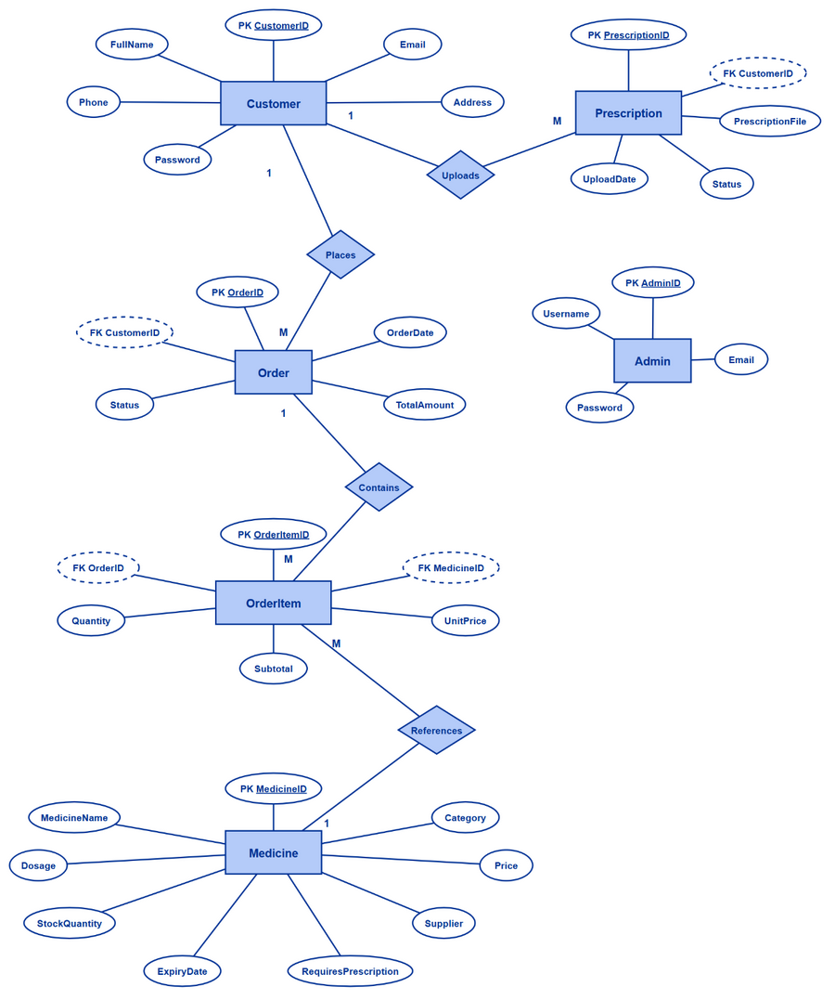 PK CustomerID
FullName
Email
Phone
Customer
Address
Password
1
1
Uploads
M
PK PrescriptionID
FK CustomerID
Prescription
PrescriptionFile
UploadDate
Status
Places
PK OrderID
M
FK CustomerID
OrderDate
Order
Status
TotalAmount
1
PK AdminID
Username
Admin
Email
Password
Contains
PK OrderItemID
M
FK OrderID
FK MedicineID
OrderItem
Quantity
UnitPrice
Subtotal
M
References
PK MedicineID
1
MedicineName
Category
Medicine
Dosage
Price
StockQuantity
Supplier
ExpiryDate
RequiresPrescription